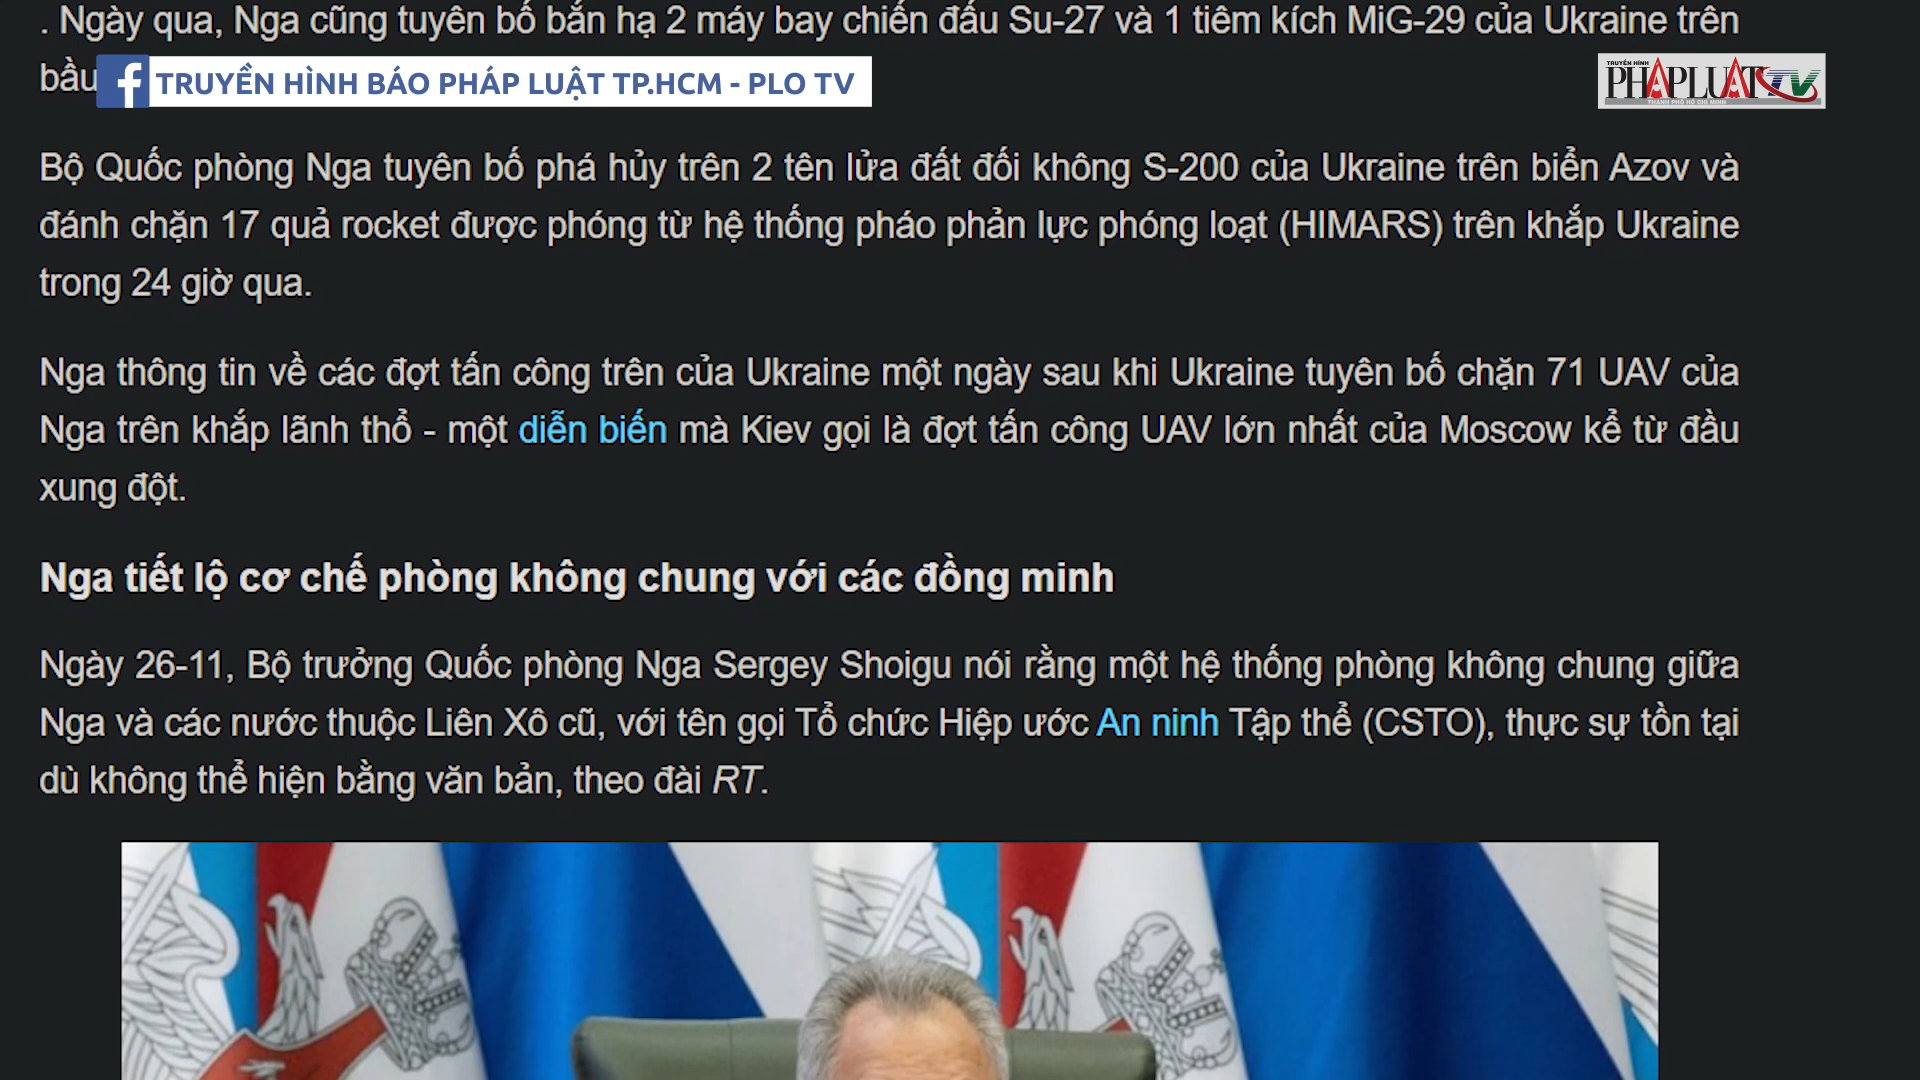 . Ngày qua, Nga cũng tuyên bố bắn hạ 2 máy bay chiến đấu Su-27 và 1 tiêm kích MiG-29 của Ukraine trên
bầu
TRUYỀN HÌNH BÁO PHÁP LUẬT TP.HCM - PLO TV
TRUYỀN HÌNH
PHÁPLUẬT TV
THÀNH PHỐ HỒ CHÍ MINH
Bộ Quốc phòng Nga tuyên bố phá hủy trên 2 tên lửa đất đối không S-200 của Ukraine trên biển Azov và
đánh chặn 17 quả rocket được phóng từ hệ thống pháo phản lực phóng loạt (HIMARS) trên khắp Ukraine
trong 24 giờ qua.
Nga thông tin về các đợt tấn công trên của Ukraine một ngày sau khi Ukraine tuyên bố chặn 71 UAV của
Nga trên khắp lãnh thổ - một diễn biến mà Kiev gọi là đợt tấn công UAV lớn nhất của Moscow kể từ đầu
xung đột.
Nga tiết lộ cơ chế phòng không chung với các đồng minh
Ngày 26-11, Bộ trưởng Quốc phòng Nga Sergey Shoigu nói rằng một hệ thống phòng không chung giữa
Nga và các nước thuộc Liên Xô cũ, với tên gọi Tổ chức Hiệp ước An ninh Tập thể (CSTO), thực sự tồn tại
dù không thể hiện bằng văn bản, theo đài RT.